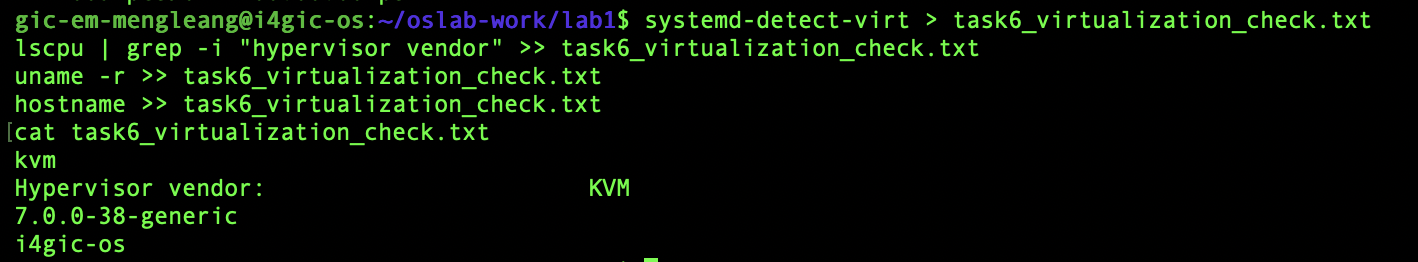 gic-em-mengleang@i4gic-os:~/oslab-work/lab1$ systemd-detect-virt > task6_virtualization_check.txt
lscpu | grep -i "hypervisor vendor" >> task6_virtualization_check.txt
uname -r >> task6_virtualization_check.txt
hostname >> task6_virtualization_check.txt
[cat task6_virtualization_check.txt
kvm
Hypervisor vendor:                       KVM
7.0.0-38-generic
i4gic-os